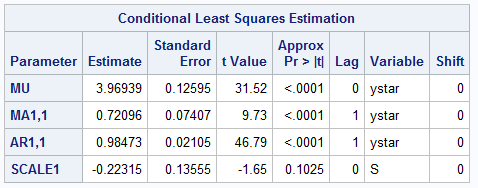 Conditional Least Squares Estimation
Parameter Estimate Standard Error t Value Approx Pr > |t| Lag Variable Shift
MU 3.96939 0.12595 31.52 <.0001 0 ystar 0
MA1,1 0.72096 0.07407 9.73 <.0001 1 ystar 0
AR1,1 0.98473 0.02105 46.79 <.0001 1 ystar 0
SCALE1 -0.22315 0.13555 -1.65 0.1025 0 S 0